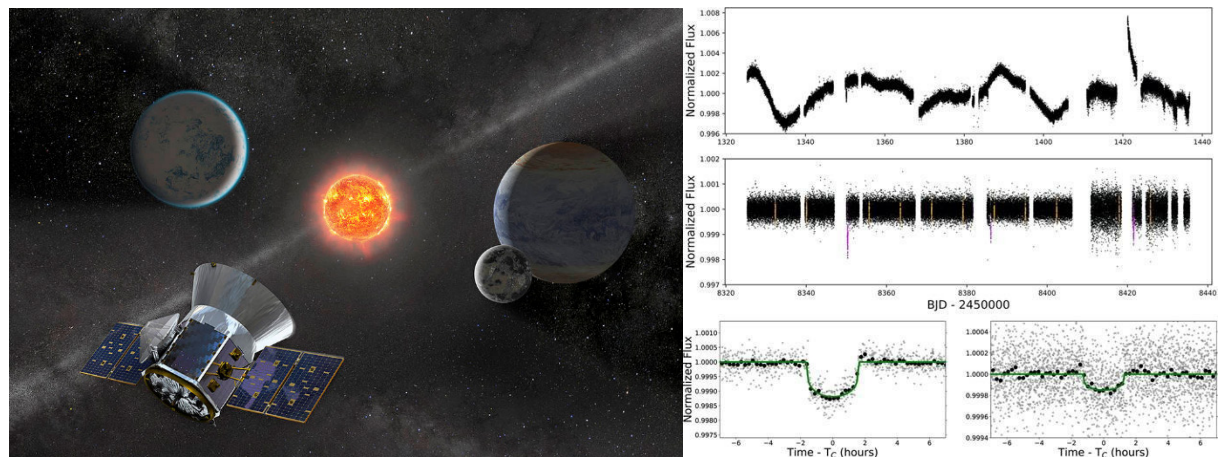 1.008
1.006
1.004
1.002
1.000
0.998
0.996
Normalized Flux
1320 1340 1360 1380 1400 1420 1440
1.002
1.001
1.000
0.999
0.998
0.997
Normalized Flux
8320 8340 8360 8380 8400 8420 8440
BJD - 2450000
1.0010
1.0005
1.0000
0.9995
0.9990
0.9985
0.9980
0.9975
Normalized Flux
-6 -4 -2 0 2 4 6
Time - T_C (hours)
1.0004
1.0002
1.0000
0.9998
0.9996
0.9994
-6 -4 -2 0 2 4 6
Time - T_C (hours)